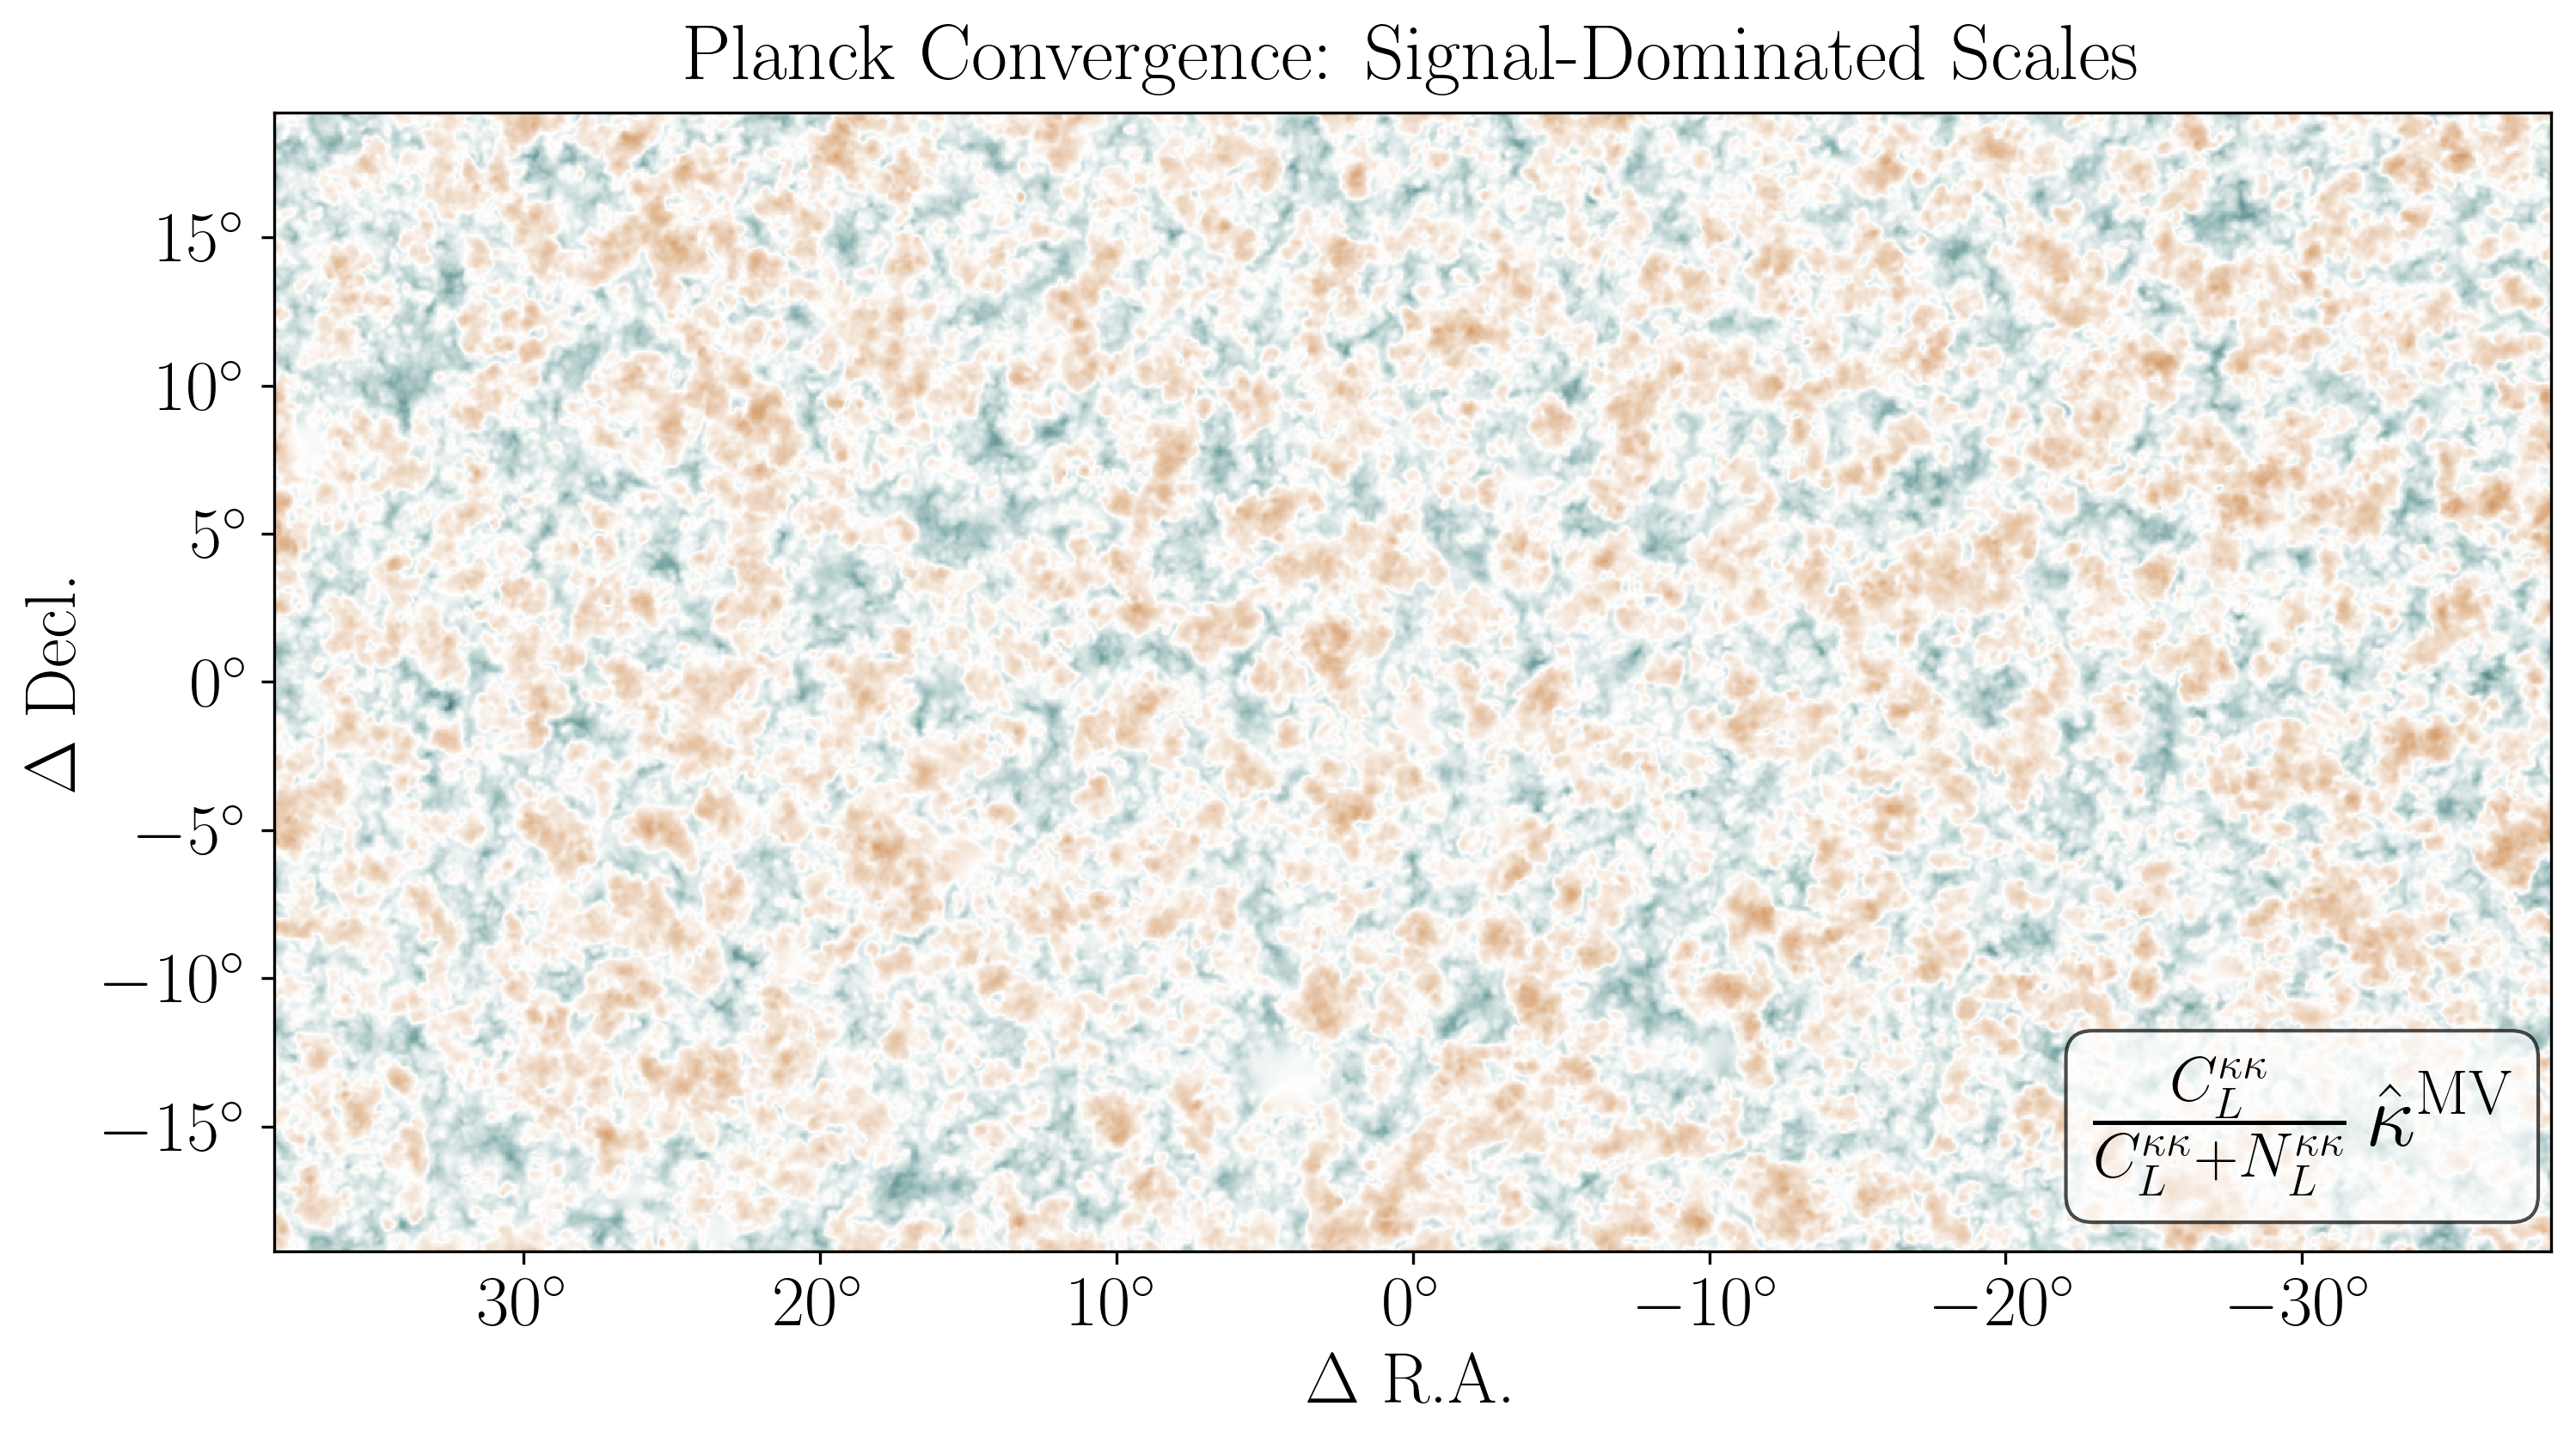 Planck Convergence: Signal-Dominated Scales
Δ Decl.
15°
10°
5°
0°
−5°
−10°
−15°
C_L^{κκ}
C_L^{κκ}+N_L^{κκ} κ̂^{MV}
30° 20° 10° 0° −10° −20° −30°
Δ R.A.